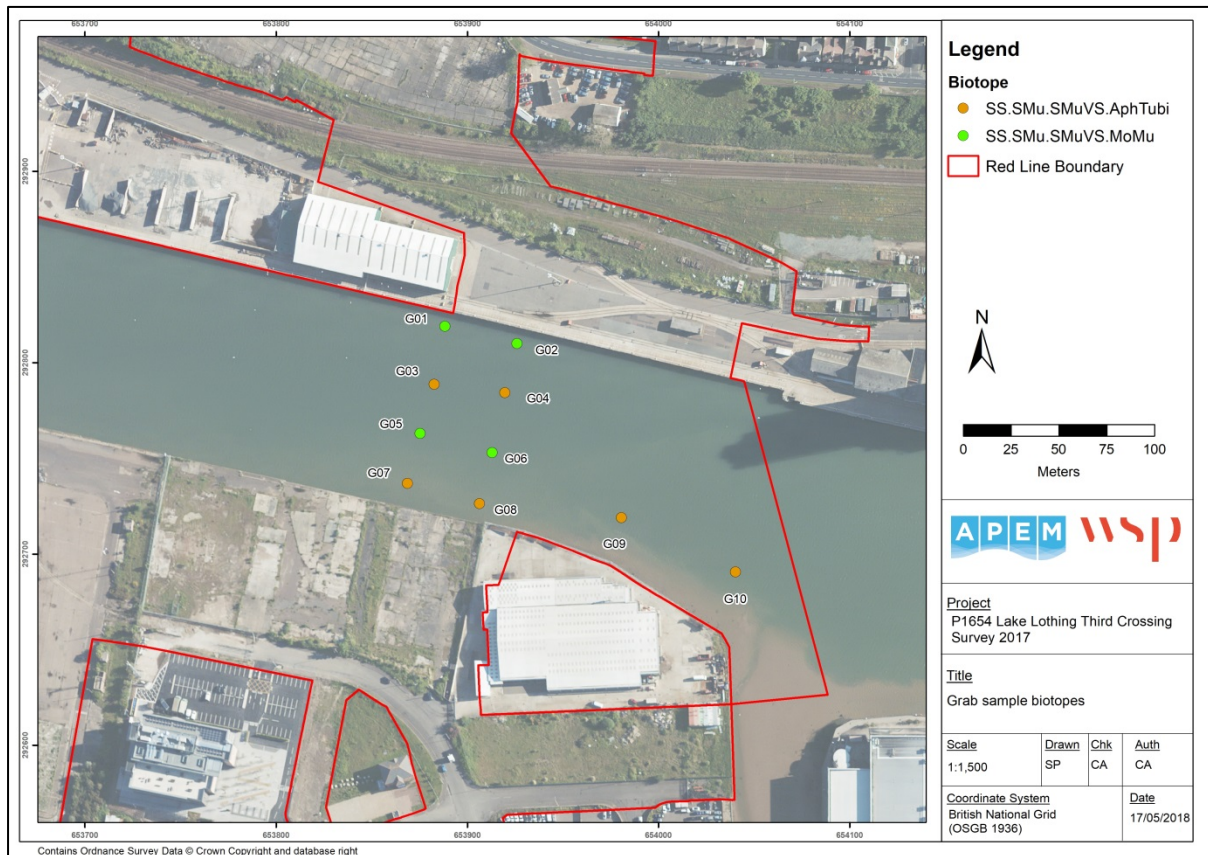 653700
653800
653900
654000
654100
292900
292800
292700
292600
G01
G02
G03
G04
G05
G06
G07
G08
G09
G10
653700
653800
653900
654000
654100
Contains Ordnance Survey Data © Crown Copyright and database right
Legend
Biotope
SS.SMu.SMuVS.AphTubi
SS.SMu.SMuVS.MoMu
Red Line Boundary
N
0 25 50 75 100
Meters
APEM wsp
Project
P1654 Lake Lothing Third Crossing
Survey 2017
Title
Grab sample biotopes
Scale Drawn Chk Auth
1:1,500 SP CA CA
Coordinate System Date
British National Grid
(OSGB 1936) 17/05/2018